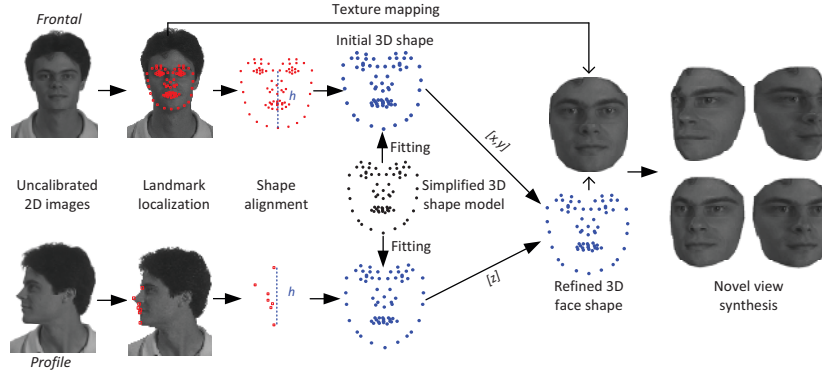 Frontal
Texture mapping
Initial 3D shape
h
[x,y]
Fitting
Uncalibrated
2D images
Landmark
localization
Shape
alignment
Simplified 3D
shape model
Fitting
[z]
h
Refined 3D
face shape
Novel view
synthesis
Profile